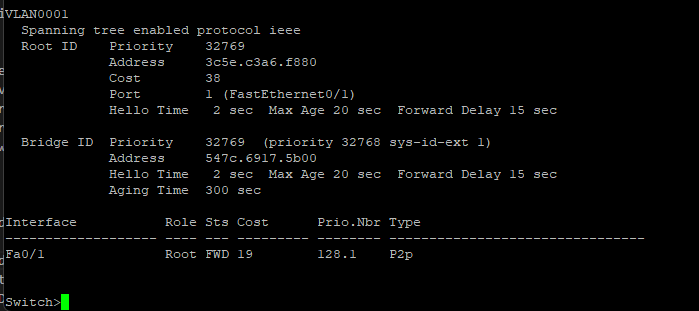 VLAN0001
  Spanning tree enabled protocol ieee
  Root ID    Priority    32769
             Address     3c5e.c3a6.f880
             Cost        38
             Port        1 (FastEthernet0/1)
             Hello Time   2 sec  Max Age 20 sec  Forward Delay 15 sec
  Bridge ID  Priority    32769  (priority 32768 sys-id-ext 1)
             Address     547c.6917.5b00
             Hello Time   2 sec  Max Age 20 sec  Forward Delay 15 sec
             Aging Time  300 sec
Interface           Role Sts Cost      Prio.Nbr Type
------------------- ---- --- --------- -------- --------------------------------
Fa0/1               Root FWD 19        128.1    P2p
Switch>